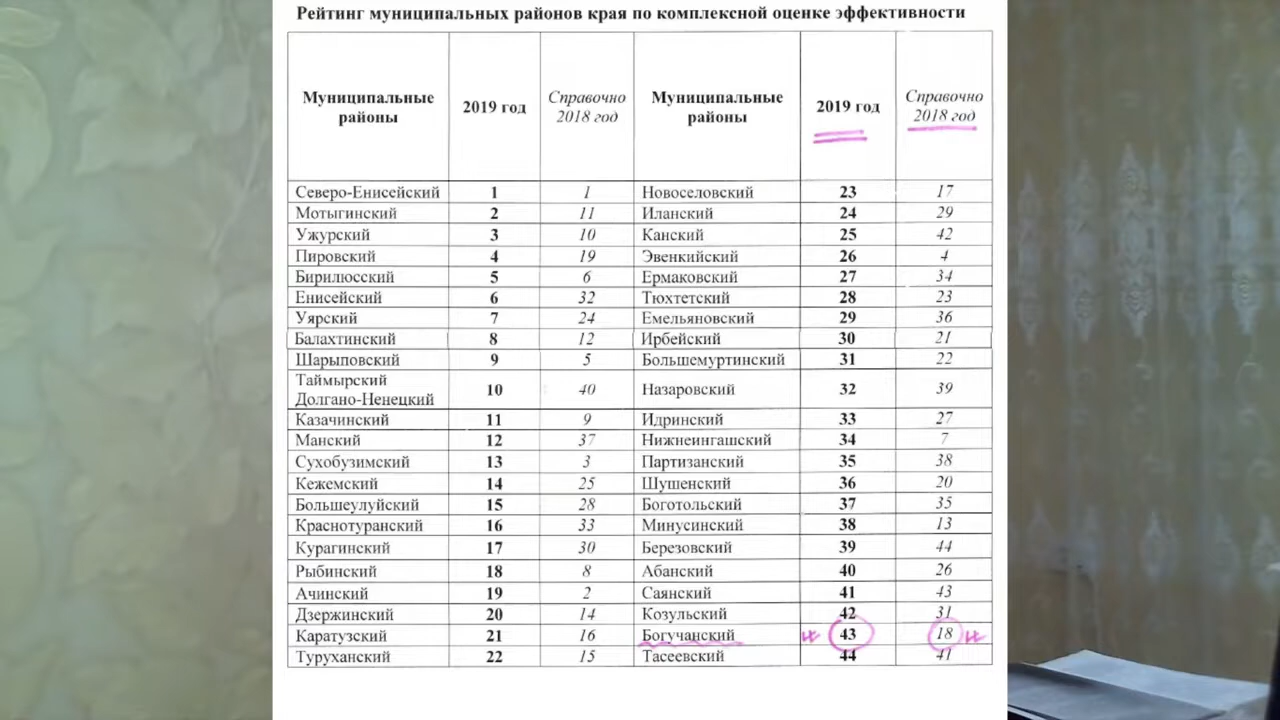 Рейтинг муниципальных районов края по комплексной оценке эффективности
Муниципальные районы 2019 год Справочно 2018 год Муниципальные районы 2019 год Справочно 2018 год
Северо-Енисейский 1 1 Новоселовский 23 17
Мотыгинский 2 11 Иланский 24 29
Ужурский 3 10 Канский 25 42
Пировский 4 19 Эвенкийский 26 4
Бирилюсский 5 6 Ермаковский 27 34
Енисейский 6 32 Тюхтетский 28 23
Уярский 7 24 Емельяновский 29 36
Балахтинский 8 12 Ирбейский 30 21
Шарыповский 9 5 Большемуртинский 31 22
Таймырский Долгано-Ненецкий 10 40 Назаровский 32 39
Казачинский 11 9 Идринский 33 27
Манский 12 37 Нижнеингашский 34 7
Сухобузимский 13 3 Партизанский 35 38
Кежемский 14 25 Шушенский 36 20
Большеулуйский 15 28 Боготольский 37 35
Краснотуранский 16 33 Минусинский 38 13
Курагинский 17 30 Березовский 39 44
Рыбинский 18 8 Абанский 40 26
Ачинский 19 2 Саянский 41 43
Дзержинский 20 14 Козульский 42 31
Каратузский 21 16 Богучанский 43 18
Туруханский 22 15 Тасеевский 44 41